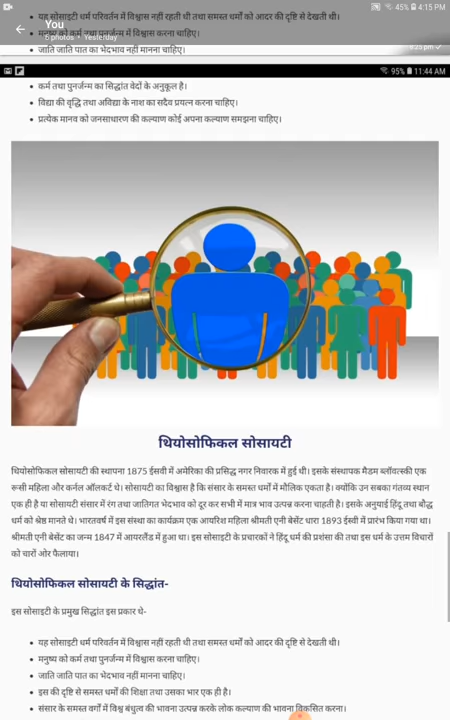 यह सोसाइटी धर्म परिवर्तन में विश्वास नहीं रहती थी तथा समस्त धर्मों को आदर की दृष्टि से देखती थी।
45% 4:15 PM
You
मनुष्य को कर्म तथा पुनर्जन्म में विश्वास करना चाहिए।
5 photos • Yesterday
जाति जाति पात का भेदभाव नहीं मानना चाहिए।
4:25 pm
95% 11:44 AM
कर्म तथा पुनर्जन्म का सिद्धांत वेदों के अनुकूल है।
विद्या की वृद्धि तथा अविद्या के नाश का सदैव प्रयत्न करना चाहिए।
प्रत्येक मानव को जनसाधारण की कल्याण कोई अपना कल्याण समझना चाहिए।
थियोसोफिकल सोसायटी
थियोसोफिकल सोसायटी की स्थापना 1875 ईसवी में अमेरिका की प्रसिद्ध नगर निवारक में हुई थी। इसके संस्थापक मैडम ब्लॉवत्स्की एक
रूसी महिला और कर्नल ऑलकर्ट थे। सोसायटी का विश्वास है कि संसार के समस्त धर्मों में मौलिक एकता है। क्योंकि उन सबका गंतव्य स्थान
एक ही है या सोसायटी संसार में रंग तथा जातिगत भेदभाव को दूर कर सभी में मात्र भाव उत्पन्न करना चाहती है। इसके अनुयाई हिंदू तथा बौद्ध
धर्म को श्रेष्ठ मानते थे। भारतवर्ष में इस संस्था का कार्यक्रम एक आयरिश महिला श्रीमती एनी बेसेंट धारा 1893 ईस्वी में प्रारंभ किया गया था।
श्रीमती एनी बेसेंट का जन्म 1847 में आयरलैंड में हुआ था। इस सोसाइटी के प्रचारकों ने हिंदू धर्म की प्रशंसा की तथा इस धर्म के उत्तम विचारों
को चारों ओर फैलाया।
थियोसोफिकल सोसायटी के सिद्धांत-
इस सोसाइटी के प्रमुख सिद्धांत इस प्रकार थे-
यह सोसाइटी धर्म परिवर्तन में विश्वास नहीं रहती थी तथा समस्त धर्मों को आदर की दृष्टि से देखती थी।
मनुष्य को कर्म तथा पुनर्जन्म में विश्वास करना चाहिए।
जाति जाति पात का भेदभाव नहीं मानना चाहिए।
इस की दृष्टि से समस्त धर्मों की शिक्षा तथा उसका भार एक ही है।
संसार के समस्त वर्गों में विश्व बंधुत्व की भावना उत्पन्न करके लोक कल्याण की भावना विकसित करना।